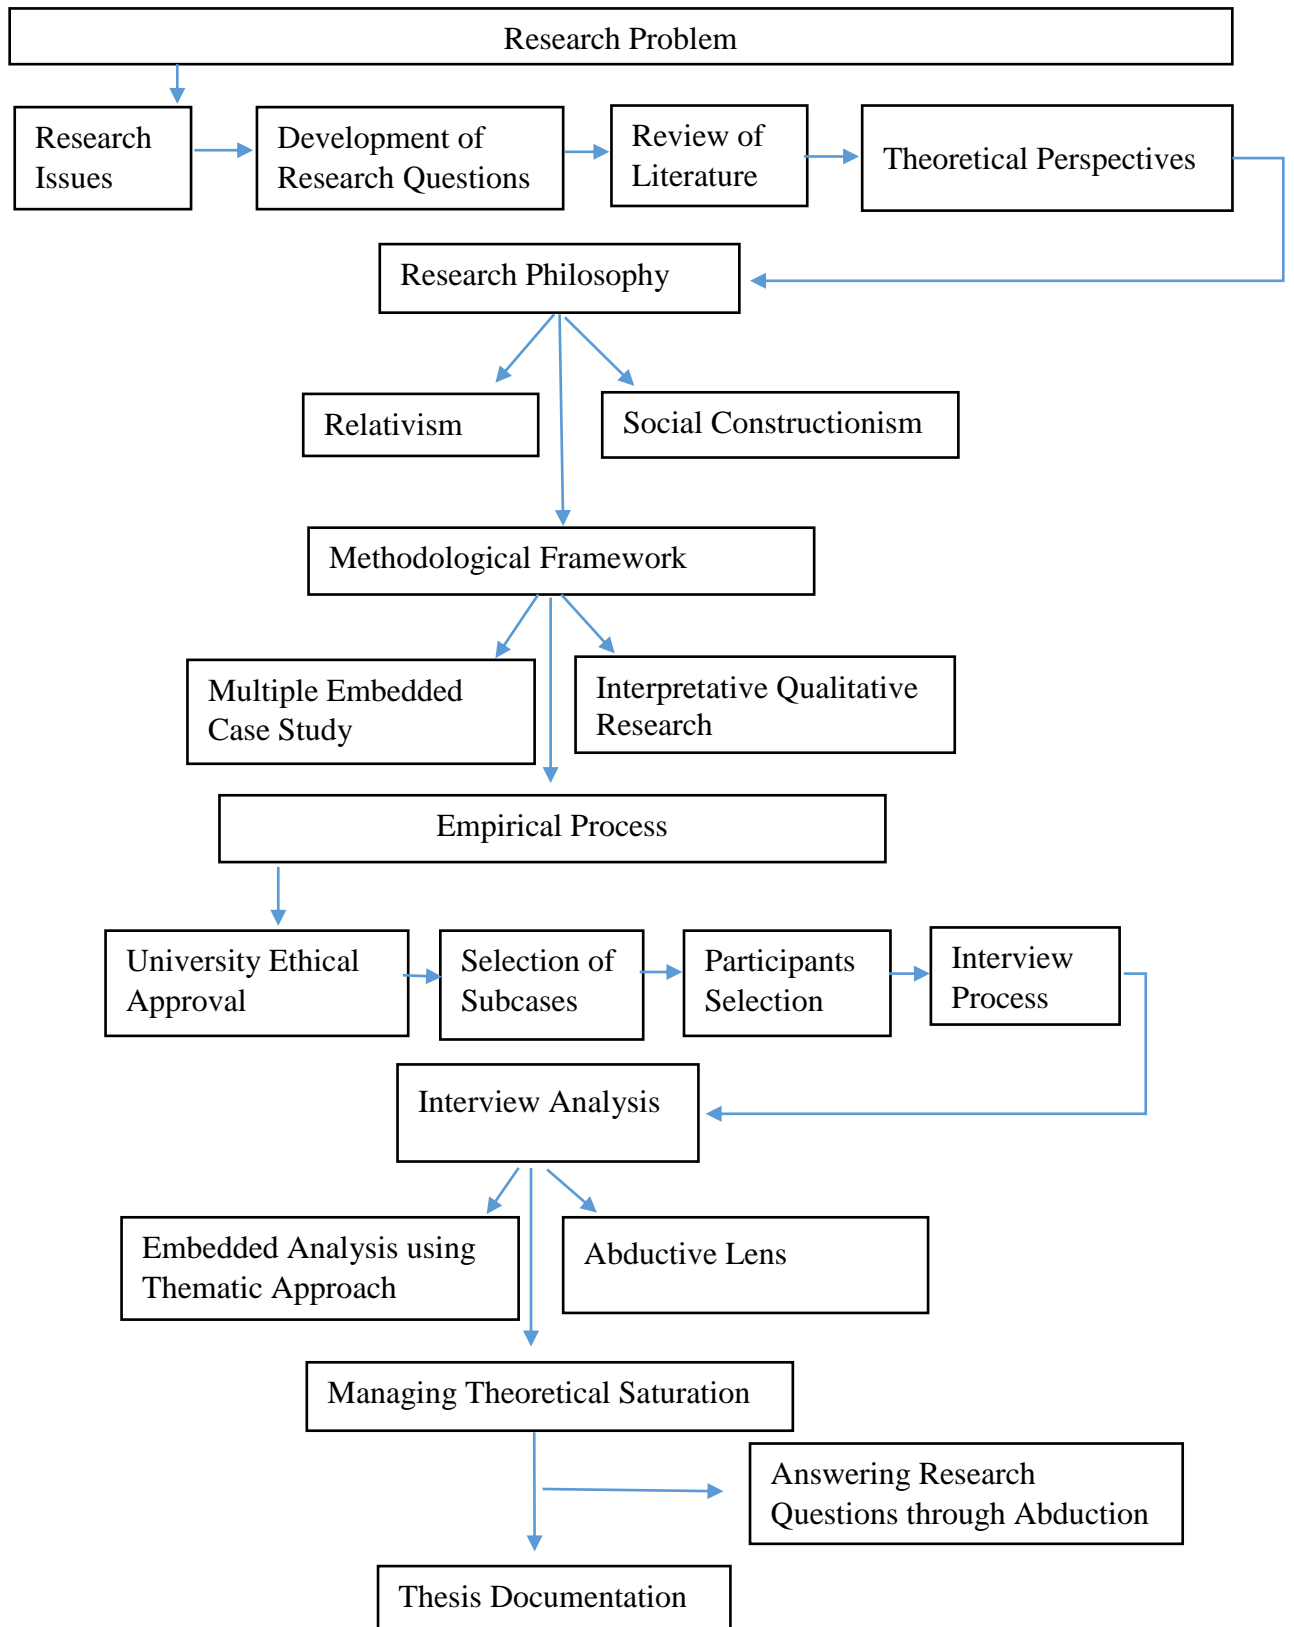 Research Problem
Research
Issues
Development of
Research Questions
Review of
Literature
Theoretical Perspectives
Research Philosophy
Relativism
Social Constructionism
Methodological Framework
Multiple Embedded
Case Study
Interpretative Qualitative
Research
Empirical Process
University Ethical
Approval
Selection of
Subcases
Participants
Selection
Interview
Process
Interview Analysis
Embedded Analysis using
Thematic Approach
Abductive Lens
Managing Theoretical Saturation
Answering Research
Questions through Abduction
Thesis Documentation